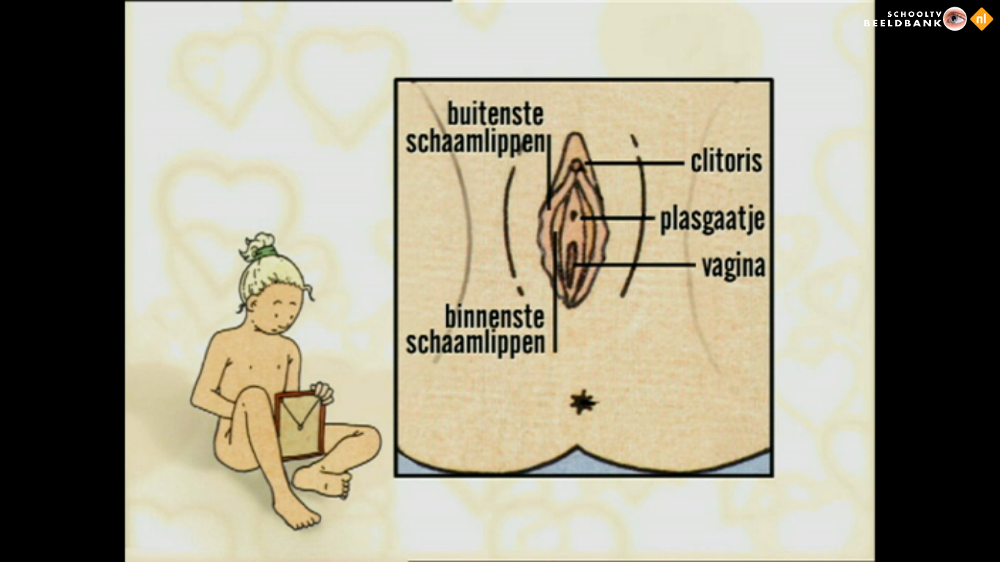 SCHOOLTV
BEELDBANK
nl
buitenste
schaamlippen
clitoris
plasgaatje
vagina
binnenste
schaamlippen